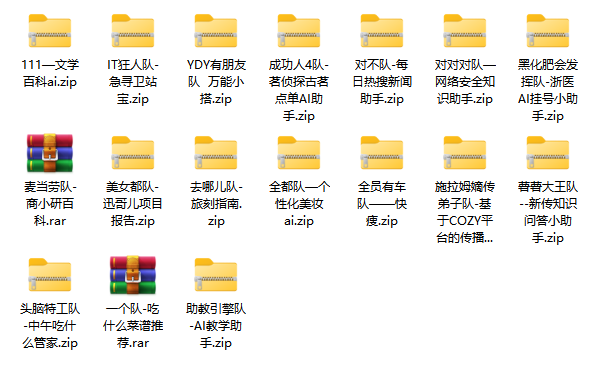 111—文学
百科ai.zip
IT狂人队-
急寻卫站
宝.zip
YDY有朋友
队 万能小
搭.zip
成功人4队-
茗侦探古茗
点单AI助
手.zip
对不队-每
日热搜新闻
助手.zip
对对对队—
网络安全知
识助手.zip
黑化肥会发
挥队-浙医
AI挂号小助
手.zip
麦当劳队-
商小研百
科.rar
美女都队-
迅哥儿项目
报告.zip
去哪儿队-
旅刻指南.
zip
全都队—个
性化美妆
ai.zip
全员有车
队——快
瘦.zip
施拉姆嫡传
弟子队-基
于COZY平
台的传播...
瞽瞽大王队
--新传知识
问答小助
手.zip
头脑特工队
-中午吃什
么管家.zip
一个队-吃
什么菜谱推
荐.rar
助教引擎队
-AI教学助
手.zip